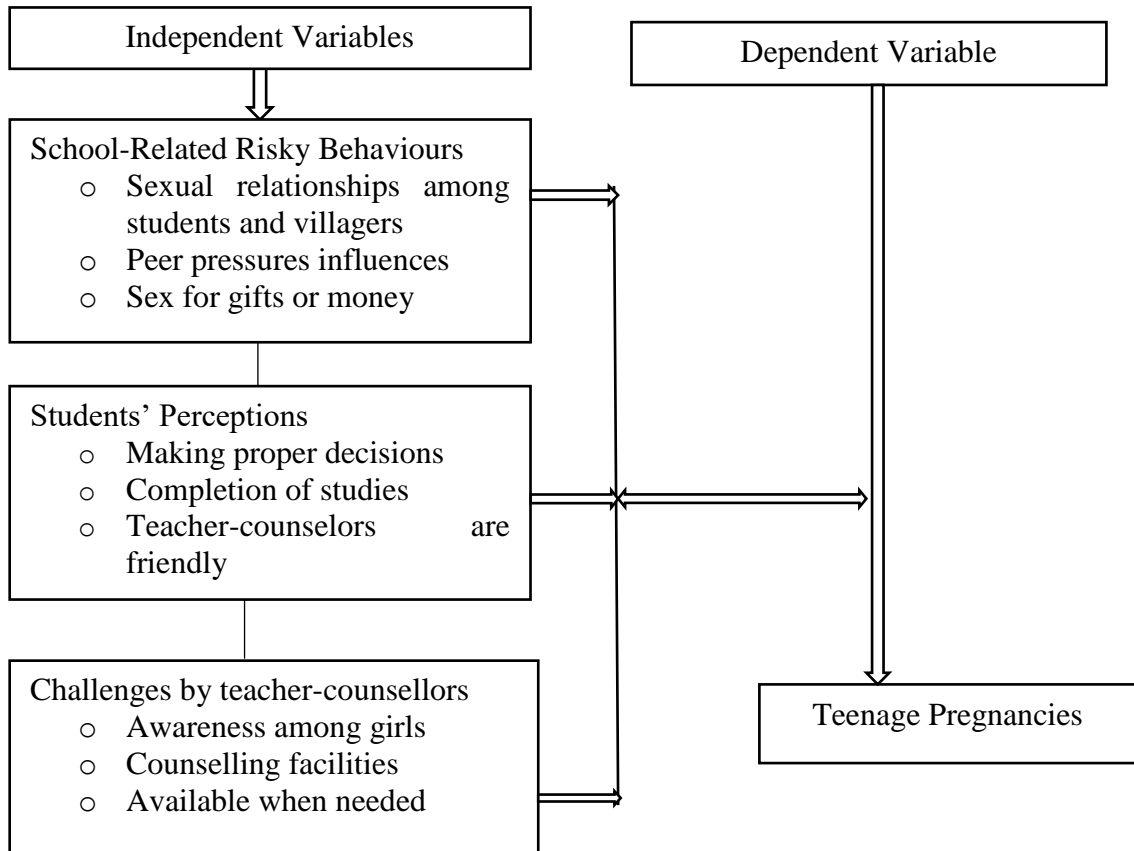 Independent Variables
Dependent Variable
School-Related Risky Behaviours
o Sexual relationships among
students and villagers
o Peer pressures influences
o Sex for gifts or money
Students’ Perceptions
o Making proper decisions
o Completion of studies
o Teacher-counselors are
friendly
Challenges by teacher-counsellors
o Awareness among girls
o Counselling facilities
o Available when needed
Teenage Pregnancies